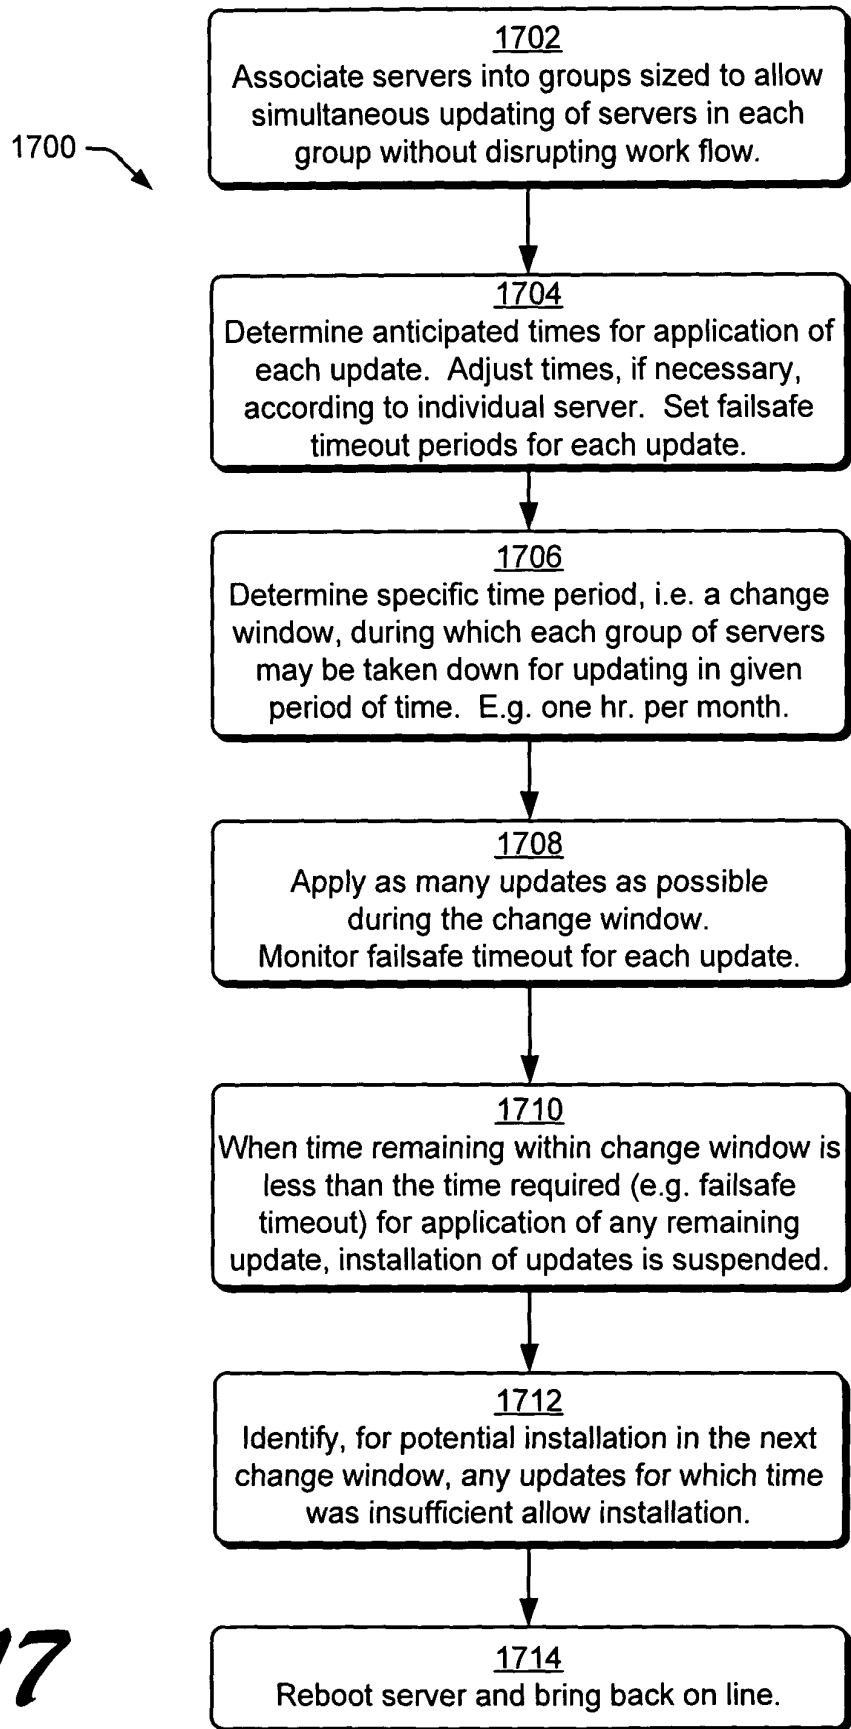 1702
Associate servers into groups sized to allow
simultaneous updating of servers in each
group without disrupting work flow.
1700
1704
Determine anticipated times for application of
each update. Adjust times, if necessary,
according to individual server. Set failsafe
timeout periods for each update.
1706
Determine specific time period, i.e. a change
window, during which each group of servers
may be taken down for updating in given
period of time. E.g. one hr. per month.
1708
Apply as many updates as possible
during the change window.
Monitor failsafe timeout for each update.
1710
When time remaining within change window is
less than the time required (e.g. failsafe
timeout) for application of any remaining
update, installation of updates is suspended.
1712
Identify, for potential installation in the next
change window, any updates for which time
was insufficient allow installation.
17
1714
Reboot server and bring back on line.